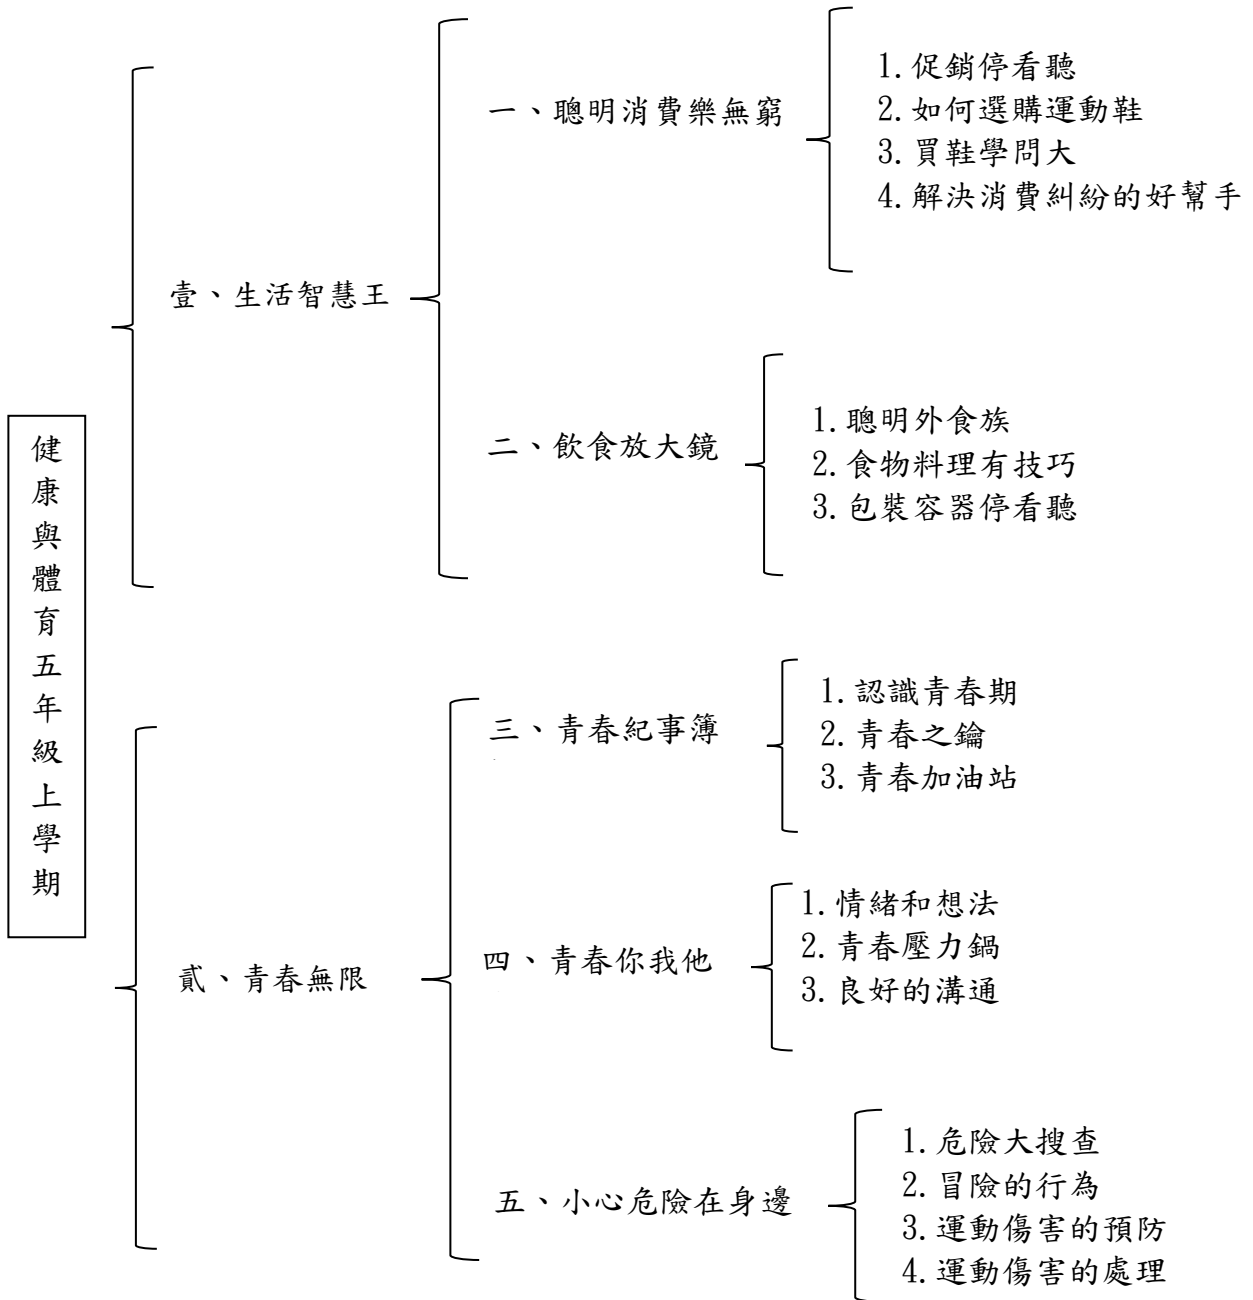 健康與體育五年級上學期
壹、生活智慧王
一、聰明消費樂無窮
1.促銷停看聽
2.如何選購運動鞋
3.買鞋學問大
4.解決消費糾紛的好幫手
二、飲食放大鏡
1.聰明外食族
2.食物料理有技巧
3.包裝容器停看聽
貳、青春無限
三、青春紀事簿
1.認識青春期
2.青春之鑰
3.青春加油站
四、青春你我他
1.情緒和想法
2.青春壓力鍋
3.良好的溝通
五、小心危險在身邊
1.危險大搜查
2.冒險的行為
3.運動傷害的預防
4.運動傷害的處理